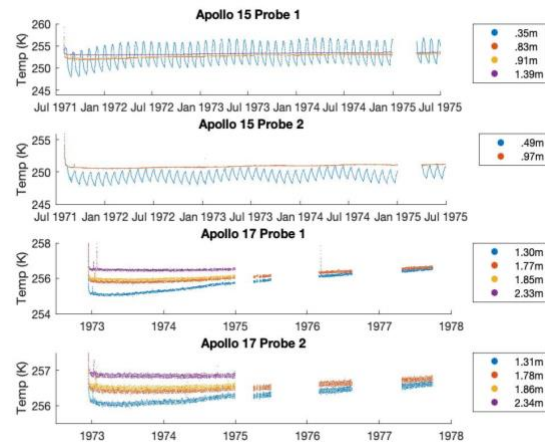 Apollo 15 Probe 1
Temp (K)
260
255
250
245
Jul 1971 Jan 1972 Jul 1972 Jan 1973 Jul 1973 Jan 1974 Jul 1974 Jan 1975 Jul 1975
.35m
.83m
.91m
1.39m
Apollo 15 Probe 2
Temp (K)
255
250
245
Jul 1971 Jan 1972 Jul 1972 Jan 1973 Jul 1973 Jan 1974 Jul 1974 Jan 1975 Jul 1975
.49m
.97m
Apollo 17 Probe 1
Temp (K)
258
256
254
1973 1974 1975 1976 1977 1978
1.30m
1.77m
1.85m
2.33m
Apollo 17 Probe 2
Temp (K)
257
256
1973 1974 1975 1976 1977 1978
1.31m
1.78m
1.86m
2.34m